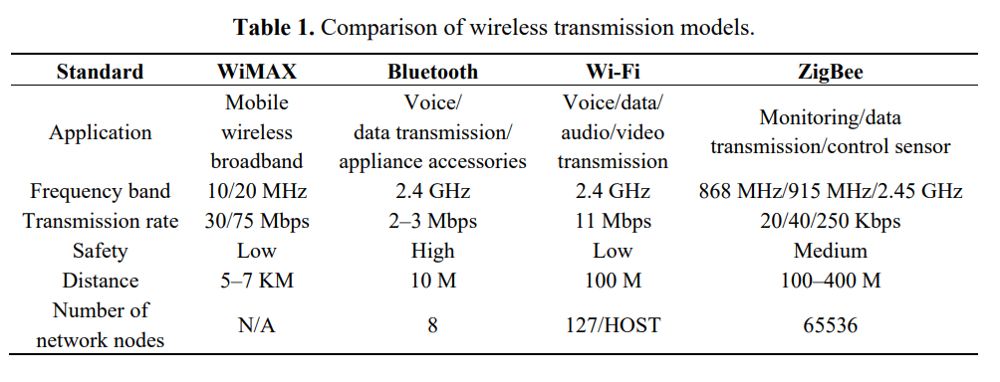 Table 1. Comparison of wireless transmission models.
Standard WiMAX Bluetooth Wi-Fi ZigBee
Application Mobile wireless broadband Voice/ data transmission/ appliance accessories Voice/data/ audio/video transmission Monitoring/data transmission/control sensor
Frequency band 10/20 MHz 2.4 GHz 2.4 GHz 868 MHz/915 MHz/2.45 GHz
Transmission rate 30/75 Mbps 2–3 Mbps 11 Mbps 20/40/250 Kbps
Safety Low High Low Medium
Distance 5–7 KM 10 M 100 M 100–400 M
Number of network nodes N/A 8 127/HOST 65536